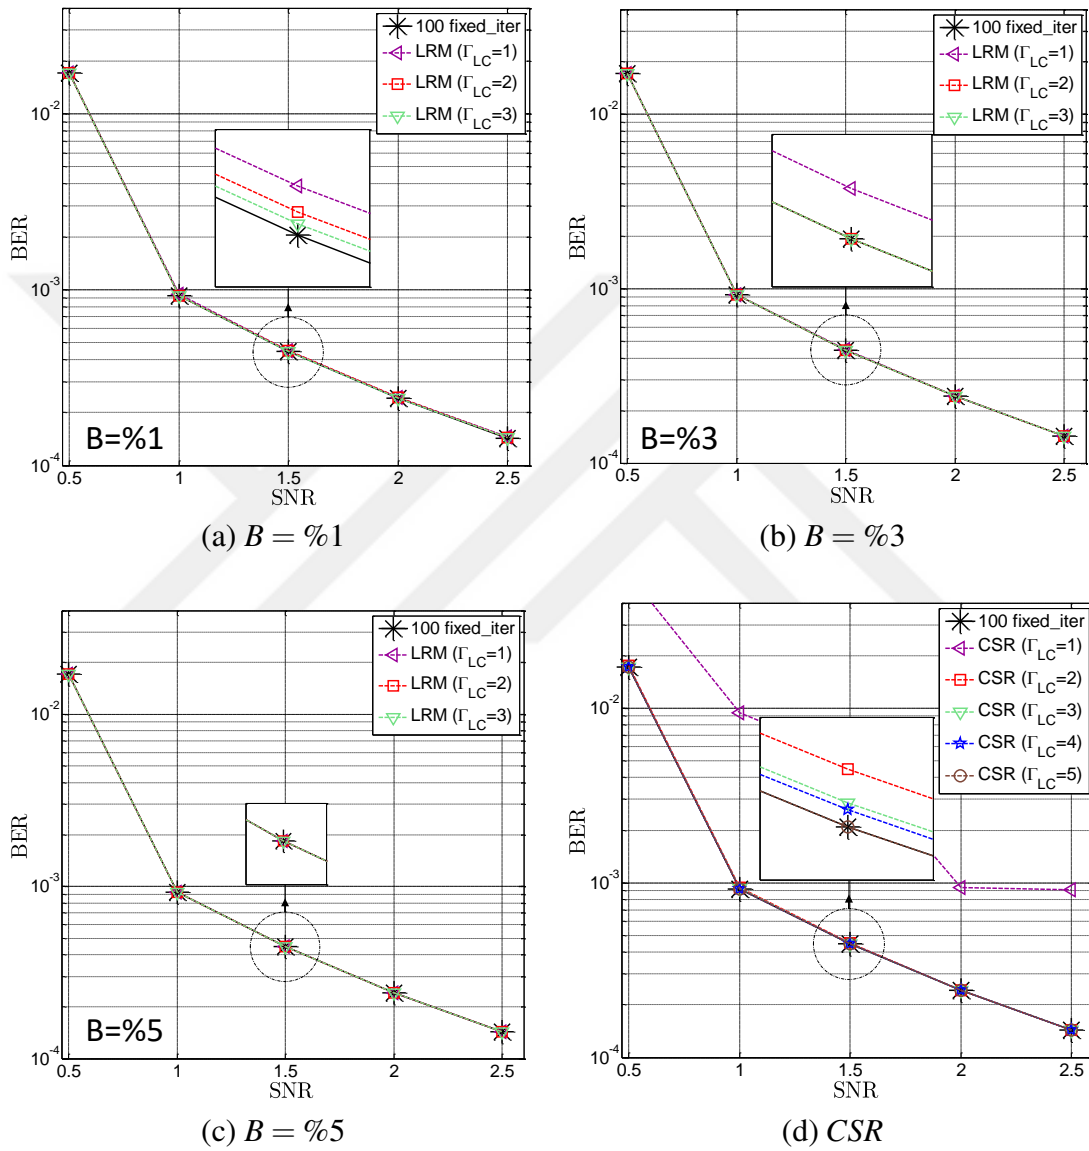 100 fixed_iter
LRM (Γ_LC=1)
LRM (Γ_LC=2)
LRM (Γ_LC=3)
10^-2
10^-3
10^-4
BER
B=%1
0.5 1 1.5 2 2.5
SNR
(a) B = %1
100 fixed_iter
LRM (Γ_LC=1)
LRM (Γ_LC=2)
LRM (Γ_LC=3)
10^-2
10^-3
10^-4
BER
B=%3
0.5 1 1.5 2 2.5
SNR
(b) B = %3
100 fixed_iter
LRM (Γ_LC=1)
LRM (Γ_LC=2)
LRM (Γ_LC=3)
10^-2
10^-3
10^-4
BER
B=%5
0.5 1 1.5 2 2.5
SNR
(c) B = %5
100 fixed_iter
CSR (Γ_LC=1)
CSR (Γ_LC=2)
CSR (Γ_LC=3)
CSR (Γ_LC=4)
CSR (Γ_LC=5)
10^-2
10^-3
10^-4
BER
0.5 1 1.5 2 2.5
SNR
(d) CSR